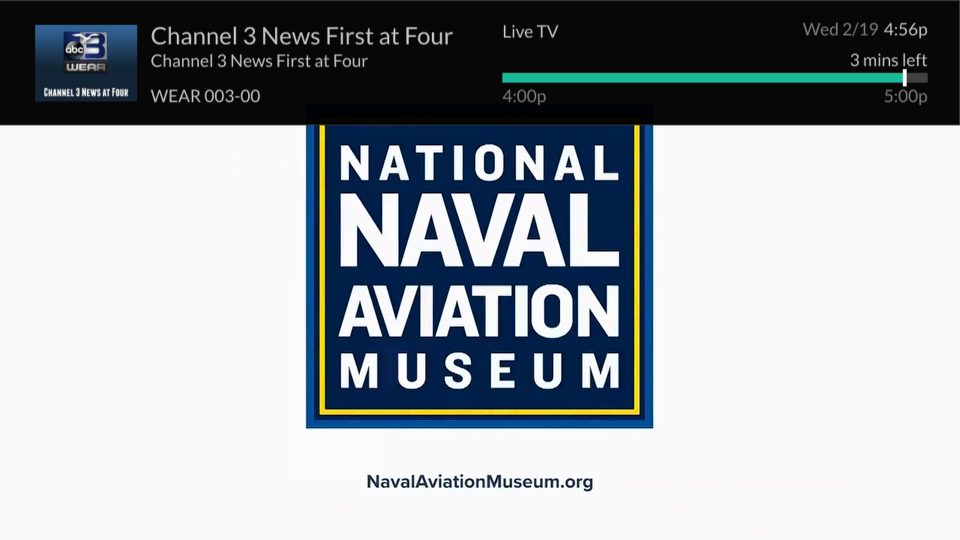 abc 3
WEAR
CHANNEL 3 NEWS AT FOUR
Channel 3 News First at Four
Channel 3 News First at Four
WEAR 003-00
Live TV
Wed 2/19 4:56p
3 mins left
4:00p
5:00p
NATIONAL
NAVAL
AVIATION
MUSEUM
NavalAviationMuseum.org